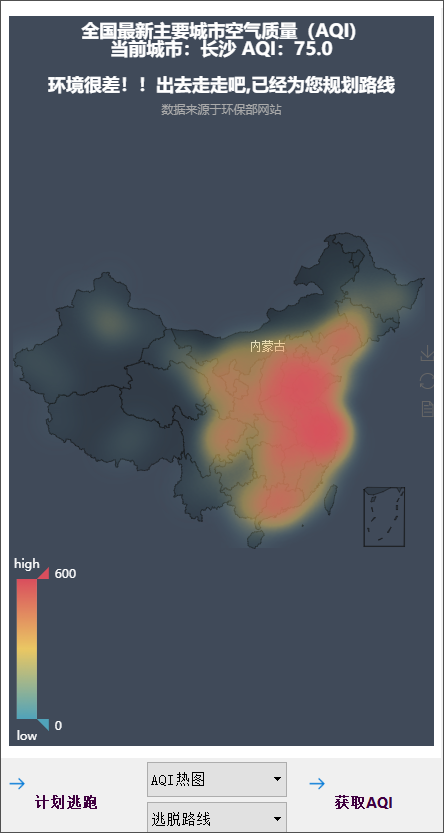 全国最新主要城市空气质量（AQI)
当前城市：长沙 AQI：75.0
环境很差！！出去走走吧,已经为您规划路线
数据来源于环保部网站
内蒙古
high
600
0
low
计划逃跑
AQI热图
获取AQI
逃脱路线